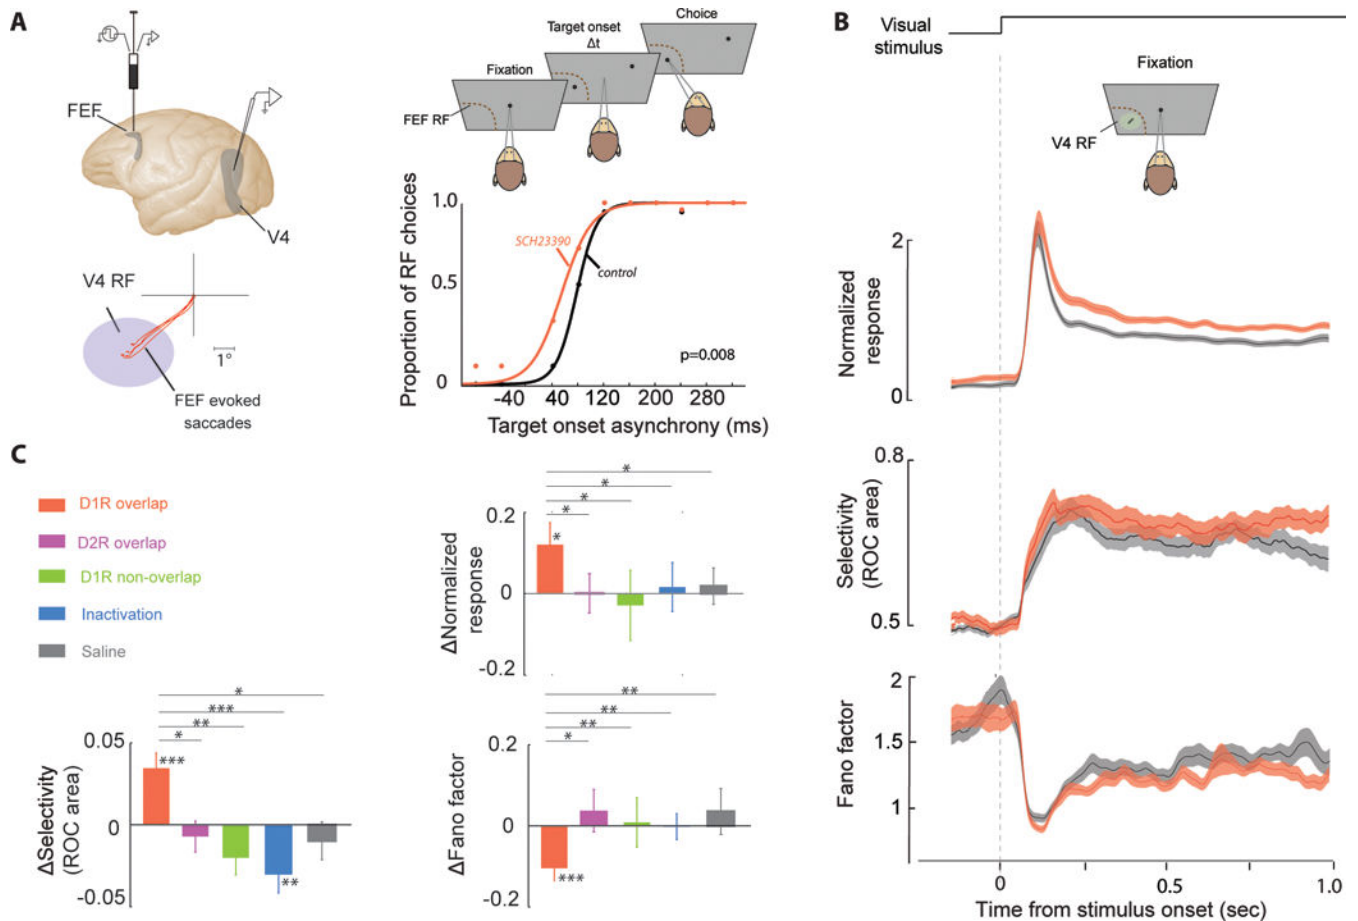 A
FEF
V4
V4 RF
1°
FEF evoked
saccades
Fixation
Target onset
Δt
Choice
FEF RF
Proportion of RF choices
1.0
0.5
0
SCH23390
control
p=0.008
-40
40
120
200
280
Target onset asynchrony (ms)
B
Visual
stimulus
Fixation
V4 RF
Normalized
response
2
0
Selectivity
(ROC area)
0.8
0.5
Fano factor
2
1.5
1
0
0.5
1.0
Time from stimulus onset (sec)
C
D1R overlap
D2R overlap
D1R non-overlap
Inactivation
Saline
ΔNormalized
response
*
*
*
*
0.2
*
0
-0.2
ΔSelectivity
(ROC area)
*
***
**
*
0.05
***
0
**
-0.05
ΔFano factor
**
**
**
*
0.2
0
***
-0.2